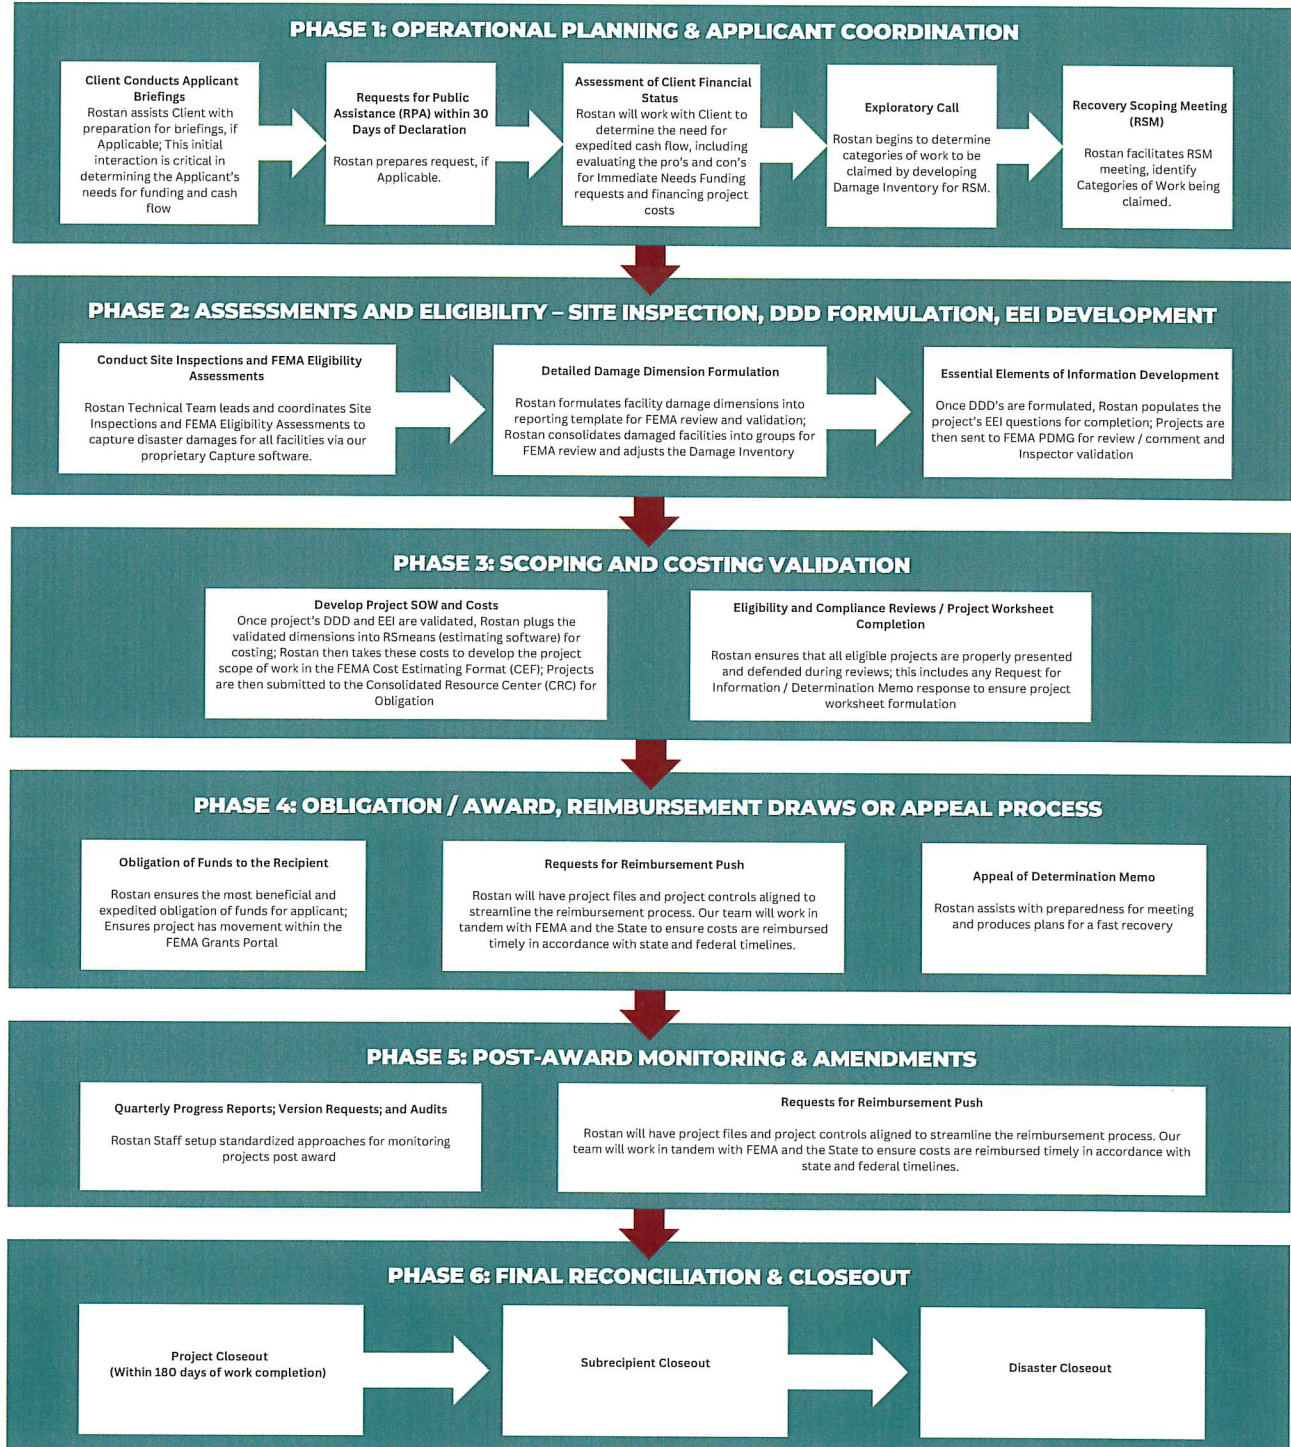 PHASE 1: OPERATIONAL PLANNING & APPLICANT COORDINATION
Client Conducts Applicant
Briefings
Rostan assists Client with
preparation for briefings, if
Applicable; This initial
interaction is critical in
determining the Applicant's
needs for funding and cash
flow
Requests for Public
Assistance (RPA) within 30
Days of Declaration
Rostan prepares request, if
Applicable.
Assessment of Client Financial
Status
Rostan will work with Client to
determine the need for
expedited cash flow, including
evaluating the pro's and con's
for Immediate Needs Funding
requests and financing project
costs
Exploratory Call
Rostan begins to determine
categories of work to be
claimed by developing
Damage Inventory for RSM.
Recovery Scoping Meeting
(RSM)
Rostan facilitates RSM
meeting, identify
Categories of Work being
claimed.
PHASE 2: ASSESSMENTS AND ELIGIBILITY – SITE INSPECTION, DDD FORMULATION, EEI DEVELOPMENT
Conduct Site Inspections and FEMA Eligibility
Assessments
Rostan Technical Team leads and coordinates Site
Inspections and FEMA Eligibility Assessments to
capture disaster damages for all facilities via our
proprietary Capture software.
Detailed Damage Dimension Formulation
Rostan formulates facility damage dimensions into
reporting template for FEMA review and validation;
Rostan consolidates damaged facilities into groups for
FEMA review and adjusts the Damage Inventory
Essential Elements of Information Development
Once DDD's are formulated, Rostan populates the
project's EEI questions for completion; Projects are
then sent to FEMA PDMG for review / comment and
Inspector validation
PHASE 3: SCOPING AND COSTING VALIDATION
Develop Project SOW and Costs
Once project's DDD and EEI are validated, Rostan plugs the
validated dimensions into RSmeans (estimating software) for
costing; Rostan then takes these costs to develop the project
scope of work in the FEMA Cost Estimating Format (CEF); Projects
are then submitted to the Consolidated Resource Center (CRC) for
Obligation
Eligibility and Compliance Reviews / Project Worksheet
Completion
Rostan ensures that all eligible projects are properly presented
and defended during reviews; this includes any Request for
Information / Determination Memo response to ensure project
worksheet formulation
PHASE 4: OBLIGATION / AWARD, REIMBURSEMENT DRAWS OR APPEAL PROCESS
Obligation of Funds to the Recipient
Rostan ensures the most beneficial and
expedited obligation of funds for applicant;
Ensures project has movement within the
FEMA Grants Portal
Requests for Reimbursement Push
Rostan will have project files and project controls aligned to
streamline the reimbursement process. Our team will work in
tandem with FEMA and the State to ensure costs are reimbursed
timely in accordance with state and federal timelines.
Appeal of Determination Memo
Rostan assists with preparedness for meeting
and produces plans for a fast recovery
PHASE 5: POST-AWARD MONITORING & AMENDMENTS
Quarterly Progress Reports; Version Requests; and Audits
Rostan Staff setup standardized approaches for monitoring
projects post award
Requests for Reimbursement Push
Rostan will have project files and project controls aligned to streamline the reimbursement process. Our
team will work in tandem with FEMA and the State to ensure costs are reimbursed timely in accordance with
state and federal timelines.
PHASE 6: FINAL RECONCILIATION & CLOSEOUT
Project Closeout
(Within 180 days of work completion)
Subrecipient Closeout
Disaster Closeout